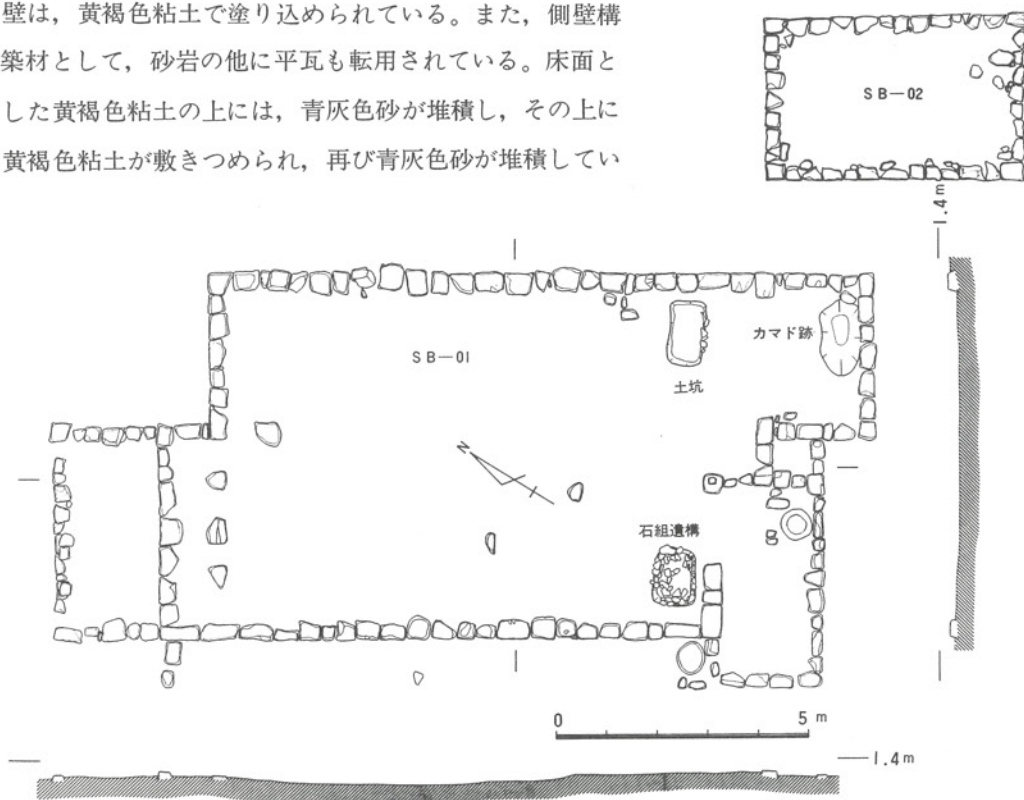 壁は，黄褐色粘土で塗り込められている。また，側壁構
築材として，砂岩の他に平瓦も転用されている。床面と
した黄褐色粘土の上には，青灰色砂が堆積し，その上に
黄褐色粘土が敷きつめられ，再び青灰色砂が堆積してい
SB—02
1.4m
SB—01
カマド跡
土坑
N
石組遺構
0 5 m
1.4m